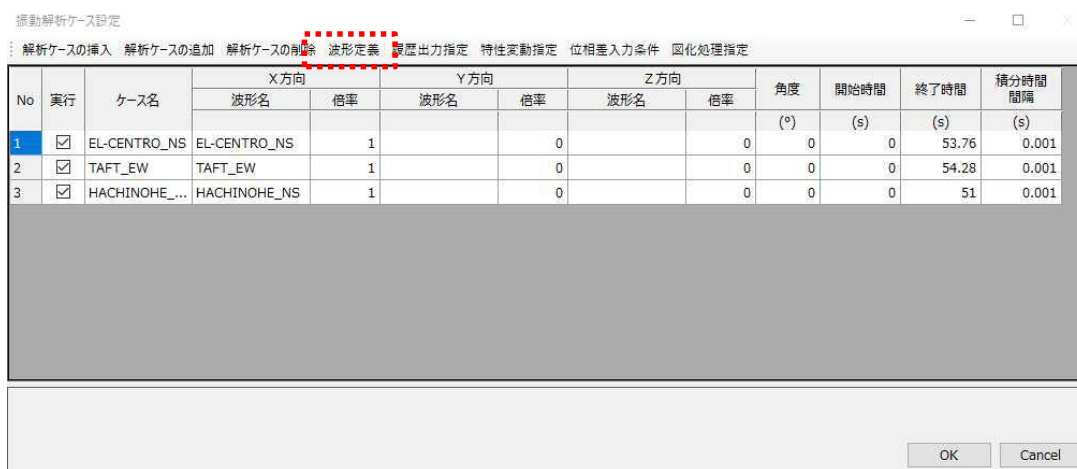 振動解析ケース設定
解析ケースの挿入 解析ケースの追加 解析ケースの削除 波形定義 履歴出力指定 特性変動指定 位相差入力条件 図化処理指定
No 実行 ケース名 X方向 Y方向 Z方向 角度 開始時間 終了時間 積分時間間隔
波形名 倍率 波形名 倍率 波形名 倍率
(°) (s) (s) (s)
1 EL-CENTRO_NS EL-CENTRO_NS 1 0 0 0 0 53.76 0.001
2 TAFT_EW TAFT_EW 1 0 0 0 0 54.28 0.001
3 HACHINOHE_... HACHINOHE_NS 1 0 0 0 0 51 0.001
OK Cancel